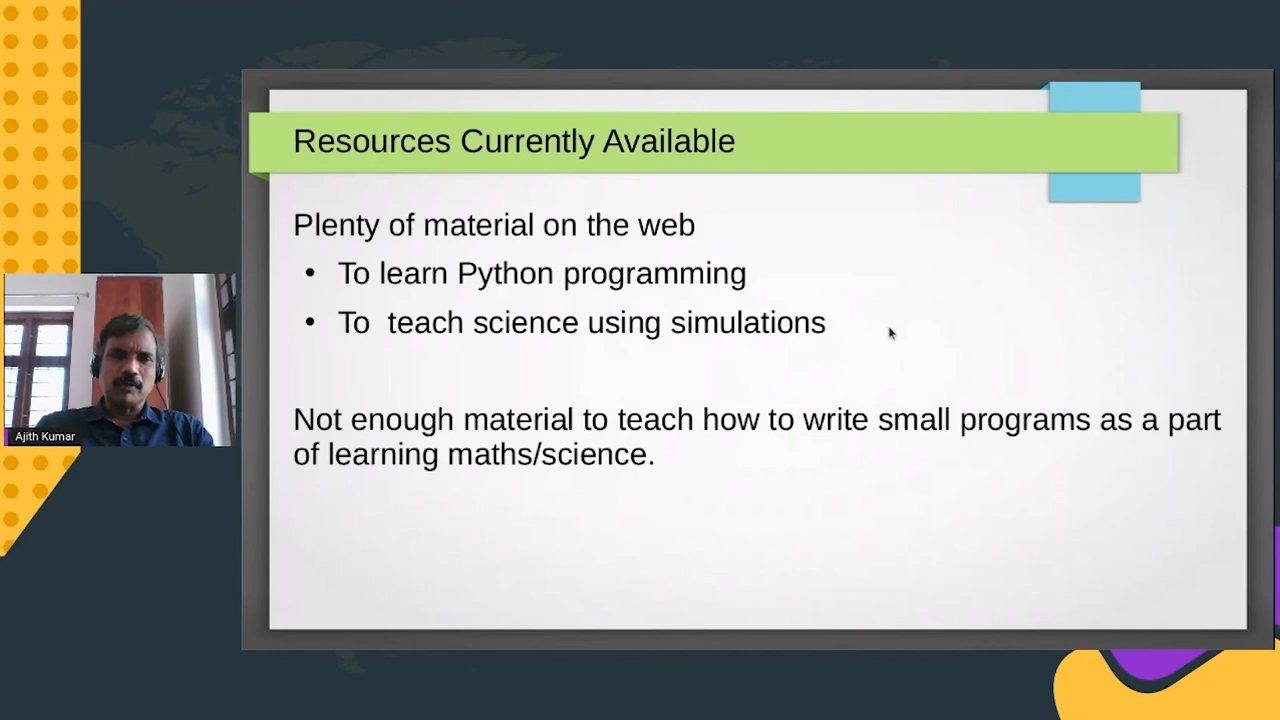 Resources Currently Available
Plenty of material on the web
• To learn Python programming
• To  teach science using simulations
Not enough material to teach how to write small programs as a part
of learning maths/science.
Ajith Kumar